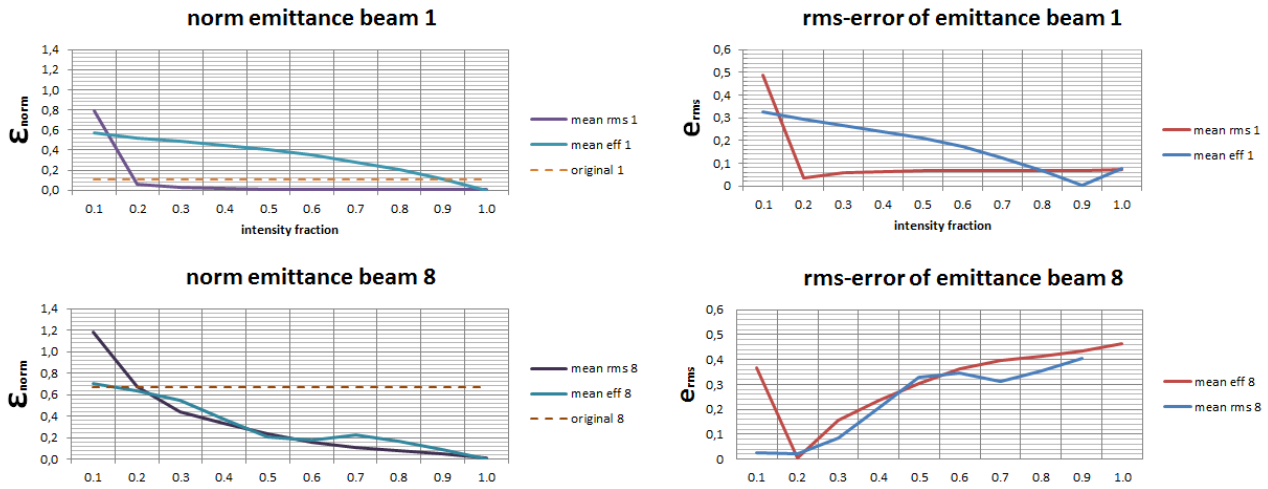 norm emittance beam 1
1,4
1,2
1,0
0,8
0,6
0,4
0,2
0,0
εnorm
0.1 0.2 0.3 0.4 0.5 0.6 0.7 0.8 0.9 1.0
intensity fraction
mean rms 1
mean eff 1
original 1
rms-error of emittance beam 1
0,6
0,5
0,4
0,3
0,2
0,1
0
erms
0.1 0.2 0.3 0.4 0.5 0.6 0.7 0.8 0.9 1.0
intensity fraction
mean rms 1
mean eff 1
norm emittance beam 8
1,4
1,2
1,0
0,8
0,6
0,4
0,2
0,0
εnorm
0.1 0.2 0.3 0.4 0.5 0.6 0.7 0.8 0.9 1.0
mean rms 8
mean eff 8
original 8
rms-error of emittance beam 8
0,6
0,5
0,4
0,3
0,2
0,1
0
erms
0.1 0.2 0.3 0.4 0.5 0.6 0.7 0.8 0.9 1.0
mean eff 8
mean rms 8